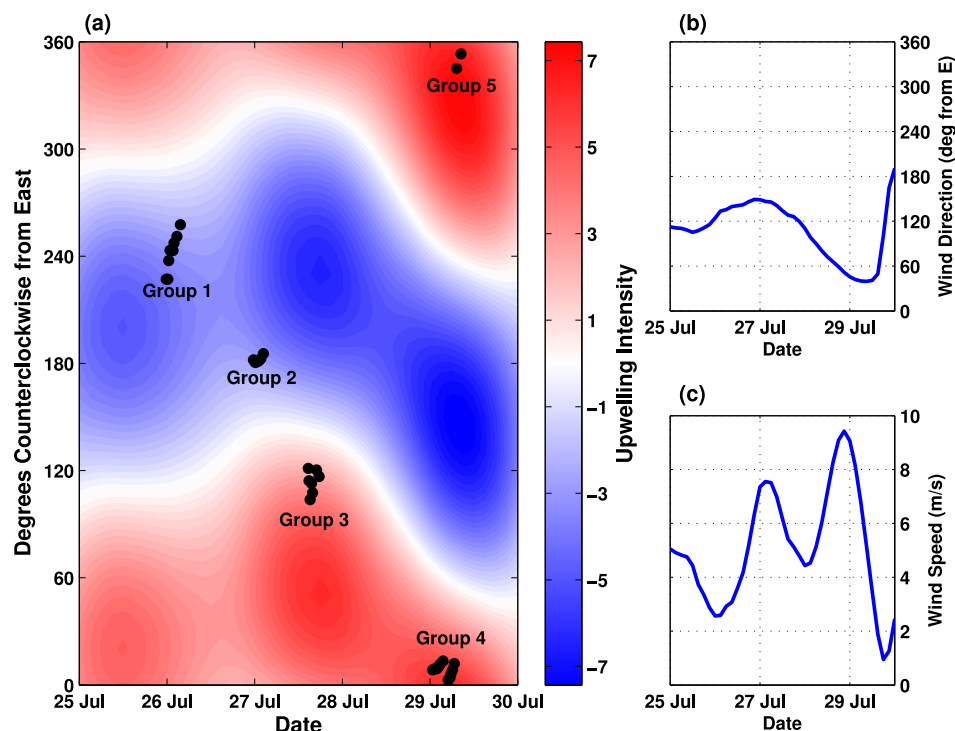 (a)
360
300
240
180
120
60
0
Degrees Counterclockwise from East
Group 5
Group 1
Group 2
Group 3
Group 4
25 Jul 26 Jul 27 Jul 28 Jul 29 Jul 30 Jul
Date
7
5
3
1
−1
−3
−5
−7
Upwelling Intensity
(b)
360
300
240
180
120
60
0
Wind Direction (deg from E)
25 Jul 27 Jul 29 Jul
Date
(c)
10
8
6
4
2
0
Wind Speed (m/s)
25 Jul 27 Jul 29 Jul
Date